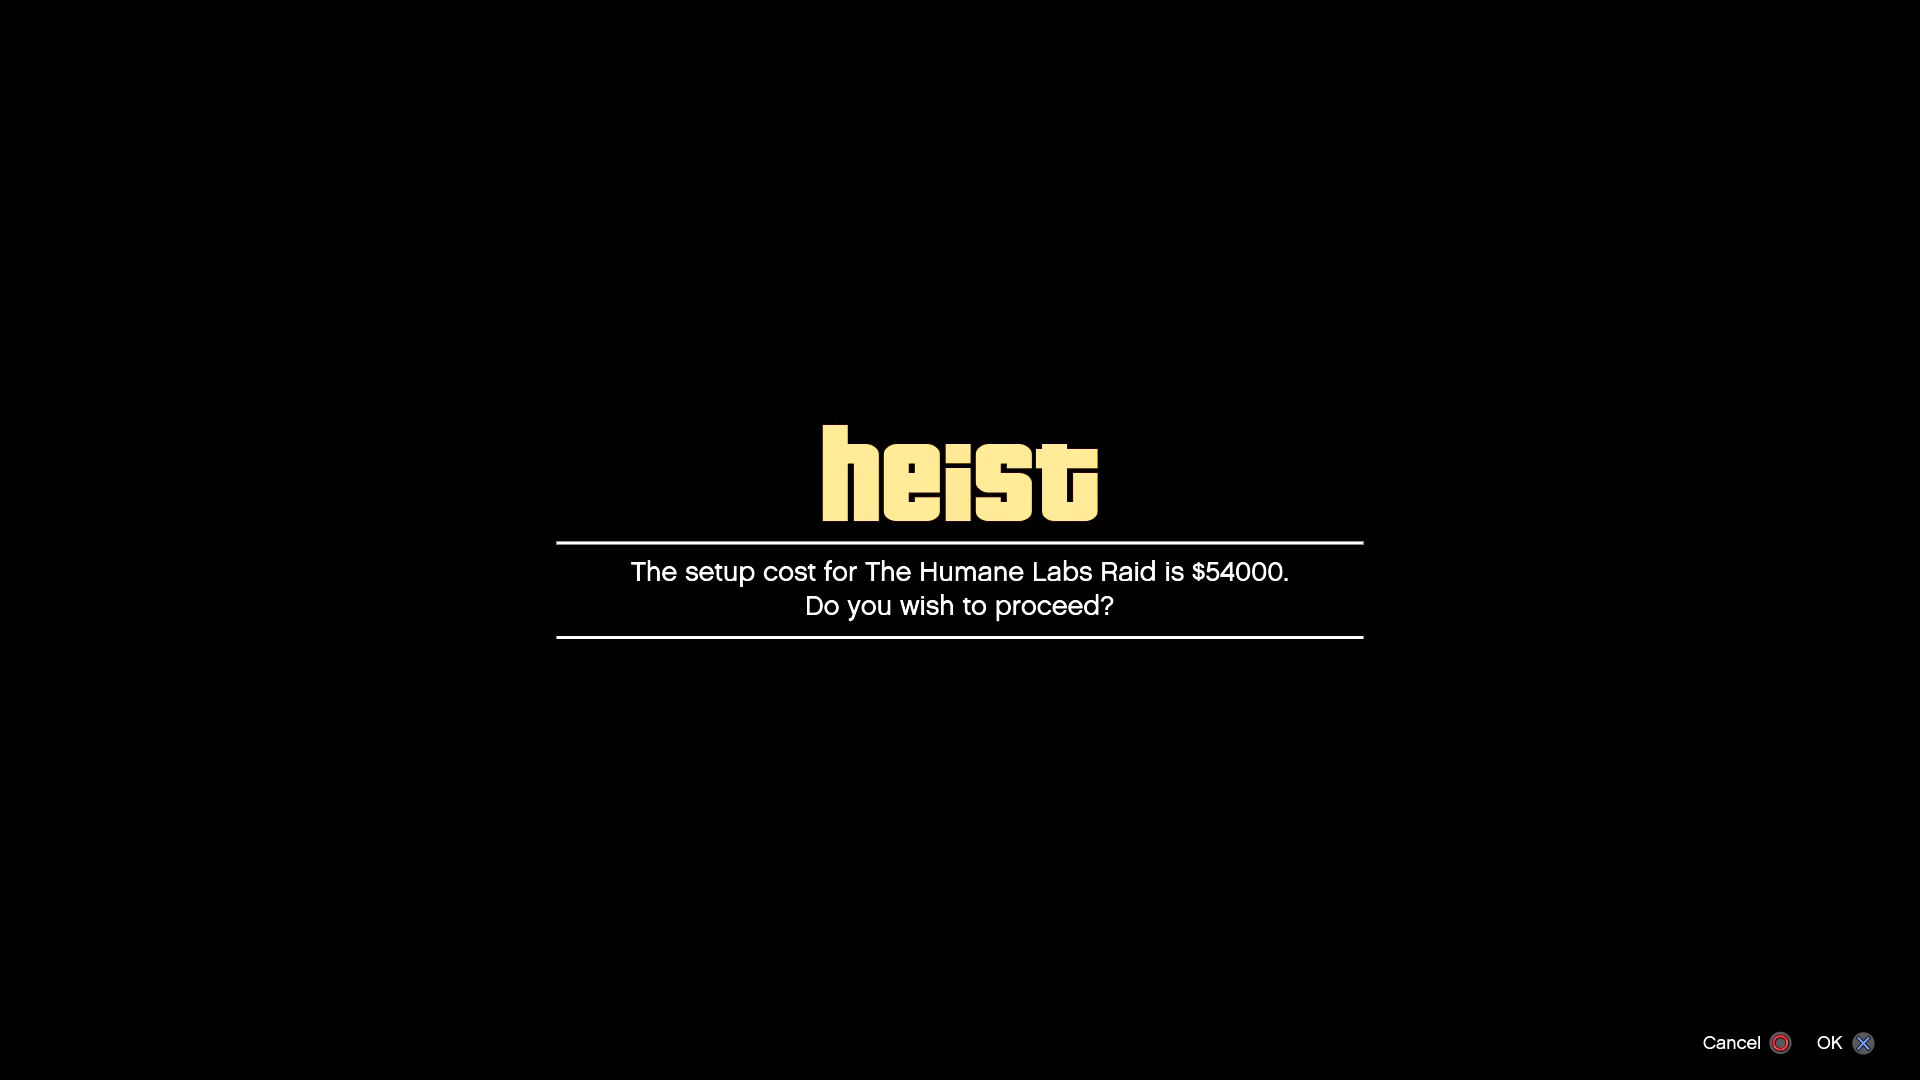 heist
The setup cost for The Humane Labs Raid is $54000.
Do you wish to proceed?
Cancel OK